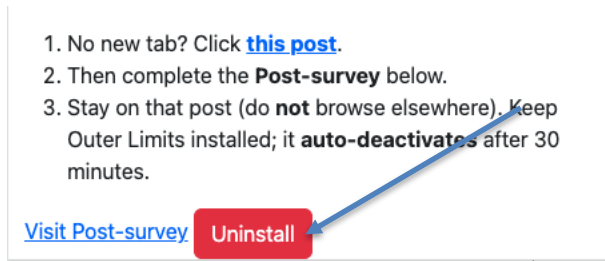 1. No new tab? Click this post.
2. Then complete the Post-survey below.
3. Stay on that post (do not browse elsewhere). Keep
Outer Limits installed; it auto-deactivates after 30
minutes.
Visit Post-survey Uninstall